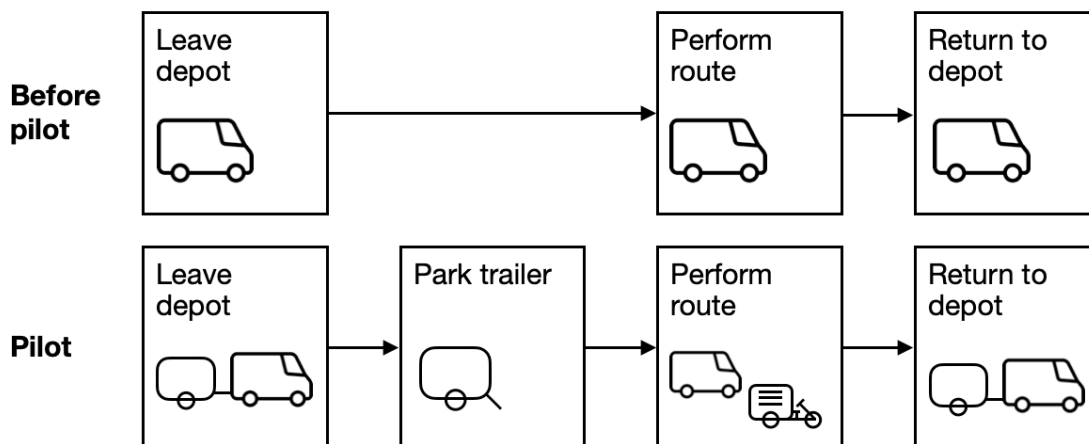 Before
pilot
Leave
depot
Perform
route
Return to
depot
Pilot
Leave
depot
Park trailer
Perform
route
Return to
depot